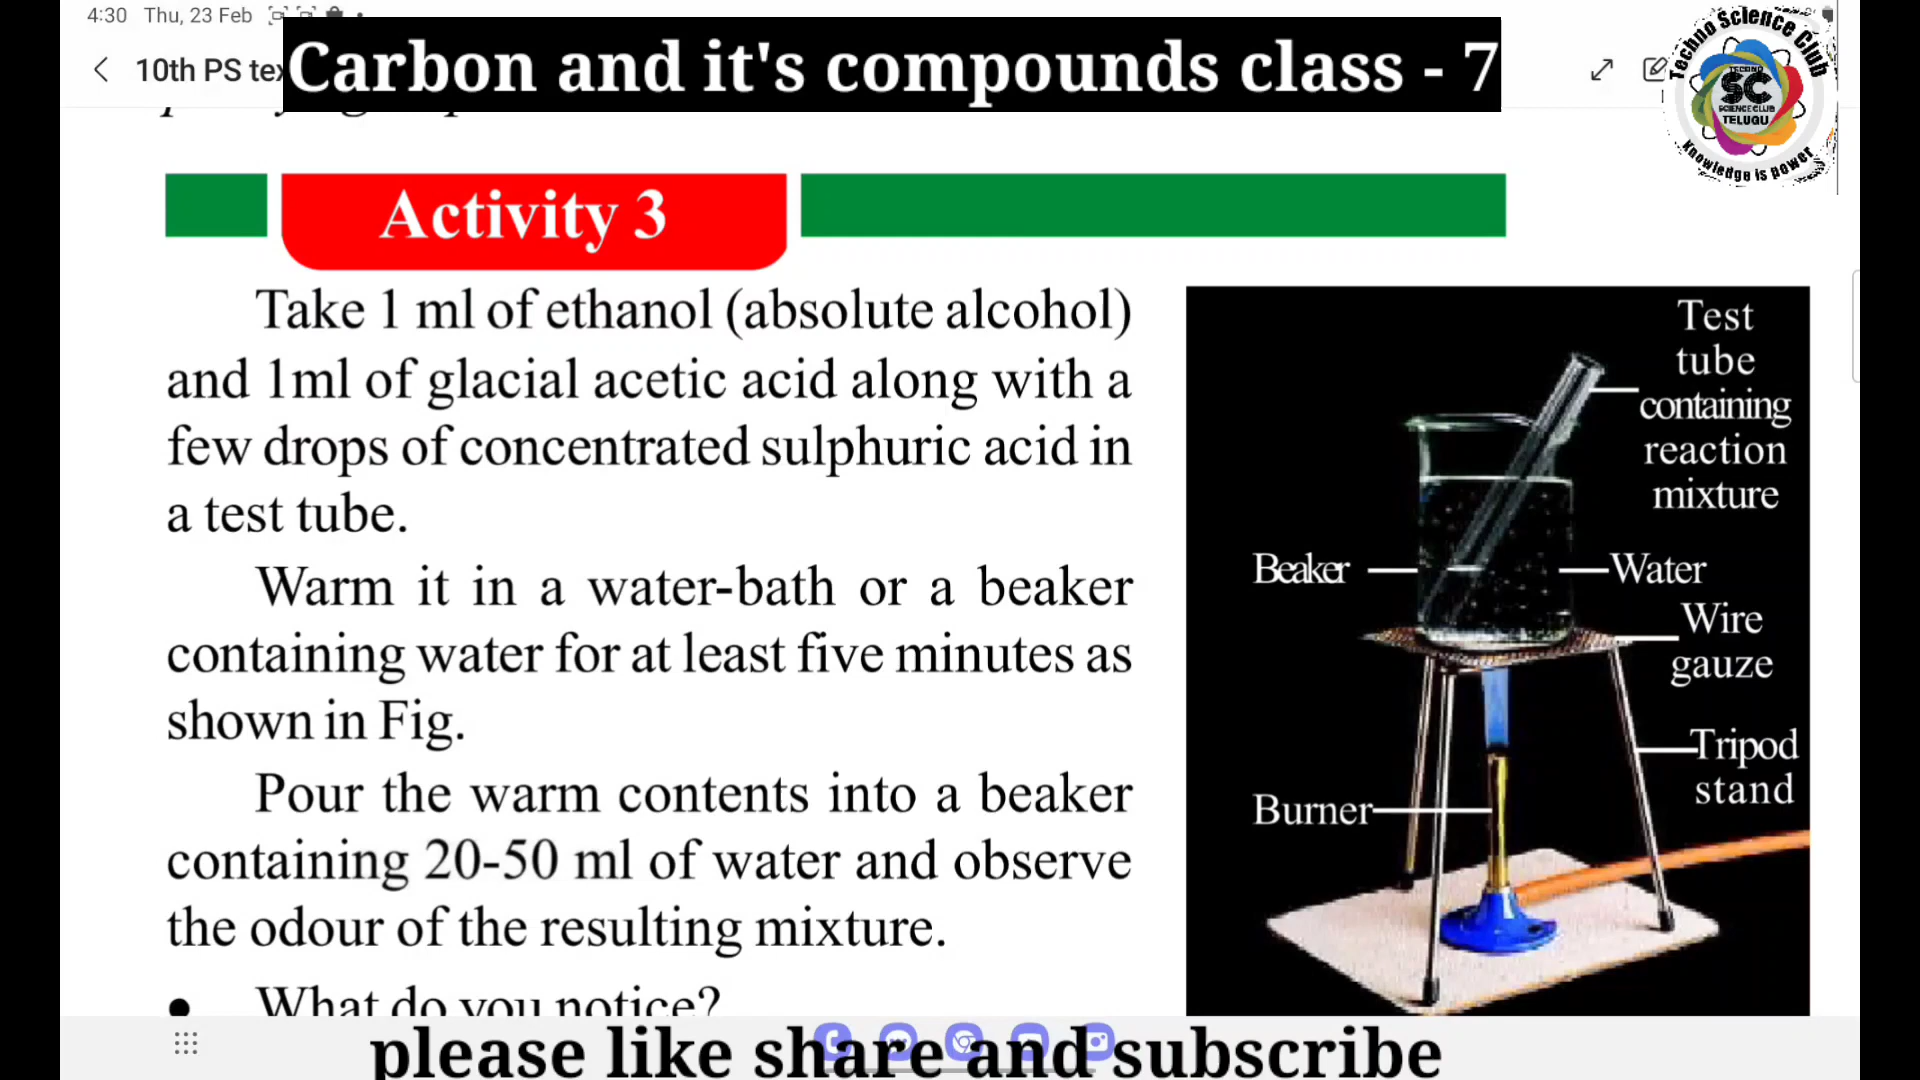 4:30 Thu, 23 Feb
10th PS tex
Carbon and it's compounds class - 7
Techno Science Club
TECHNO
SC
SCIENCE CLUB
TELUGU
Knowledge is power
Activity 3
Take 1 ml of ethanol (absolute alcohol)
and 1ml of glacial acetic acid along with a
few drops of concentrated sulphuric acid in
a test tube.
Warm it in a water-bath or a beaker
containing water for at least five minutes as
shown in Fig.
Pour the warm contents into a beaker
containing 20-50 ml of water and observe
the odour of the resulting mixture.
• What do you notice?
Test
tube
containing
reaction
mixture
Beaker
Water
Wire
gauze
Tripod
stand
Burner
please like share and subscribe